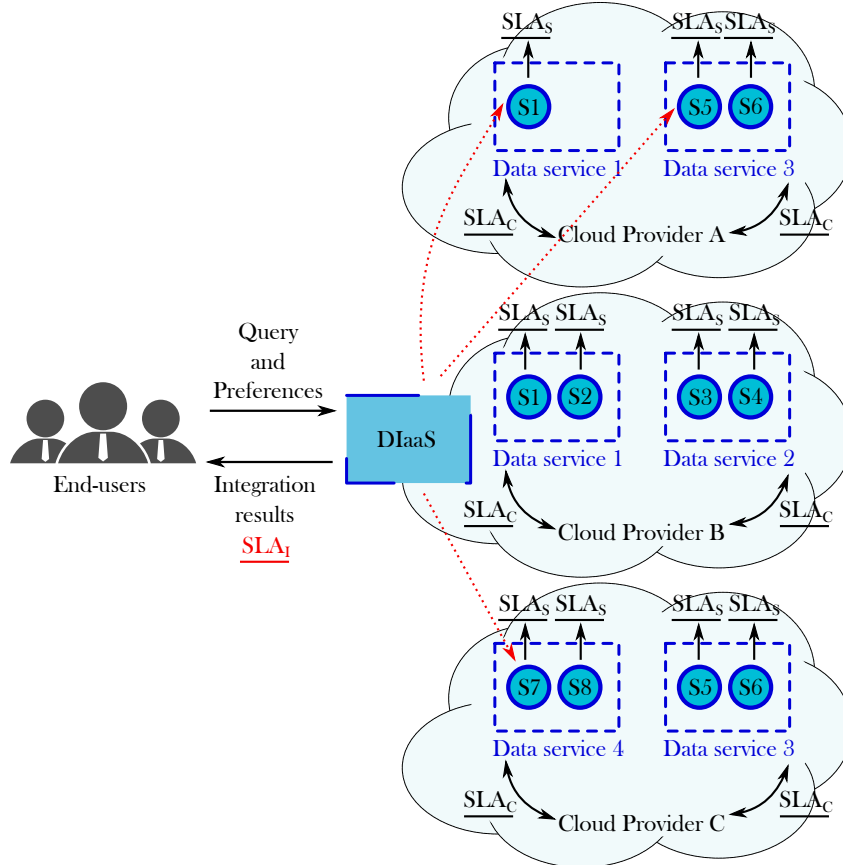 SLAS SLAS SLAS
S1 S5 S6
Data service 1 Data service 3
SLAC SLAC
Cloud Provider A
SLAS SLAS SLAS SLAS
Query
and
Preferences
S1 S2 S3 S4
DIaaS
Data service 1 Data service 2
End-users
Integration
results
SLAI
SLAC SLAC
Cloud Provider B
SLAS SLAS SLAS SLAS
S7 S8 S5 S6
Data service 4 Data service 3
SLAC SLAC
Cloud Provider C